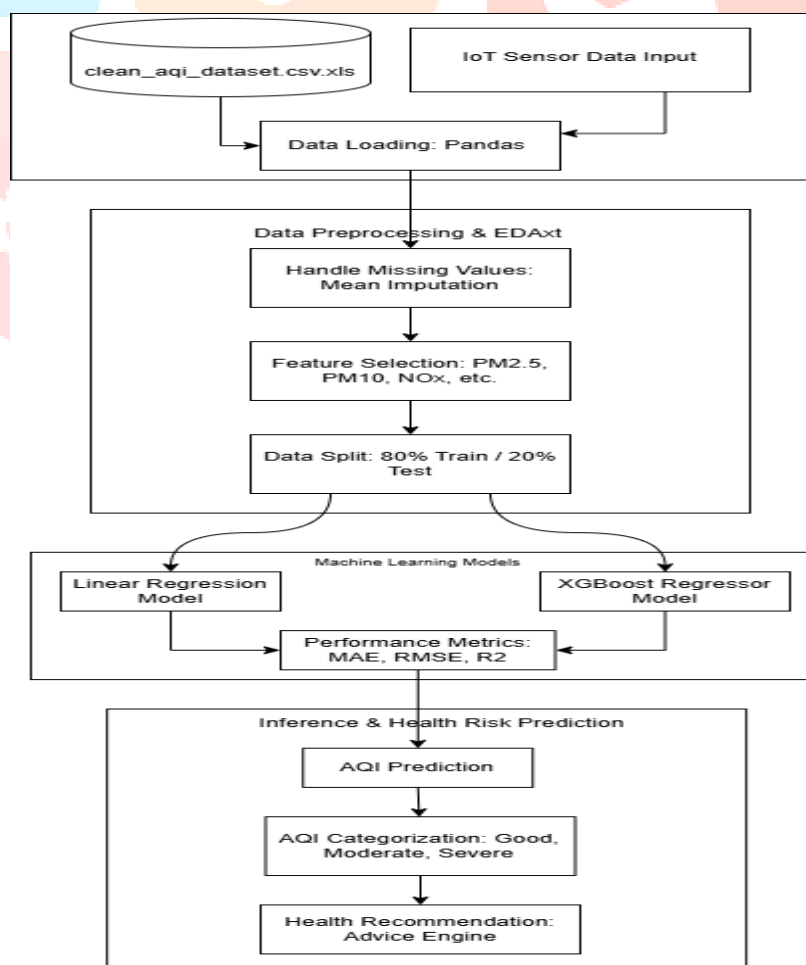 clean_aqi_dataset.csv.xls
IoT Sensor Data Input
Data Loading: Pandas
Data Preprocessing & EDAxt
Handle Missing Values:
Mean Imputation
Feature Selection: PM2.5,
PM10, NOx, etc.
Data Split: 80% Train / 20%
Test
Machine Learning Models
Linear Regression
Model
XGBoost Regressor
Model
Performance Metrics:
MAE, RMSE, R2
Inference & Health Risk Prediction
AQI Prediction
AQI Categorization: Good,
Moderate, Severe
Health Recommendation:
Advice Engine